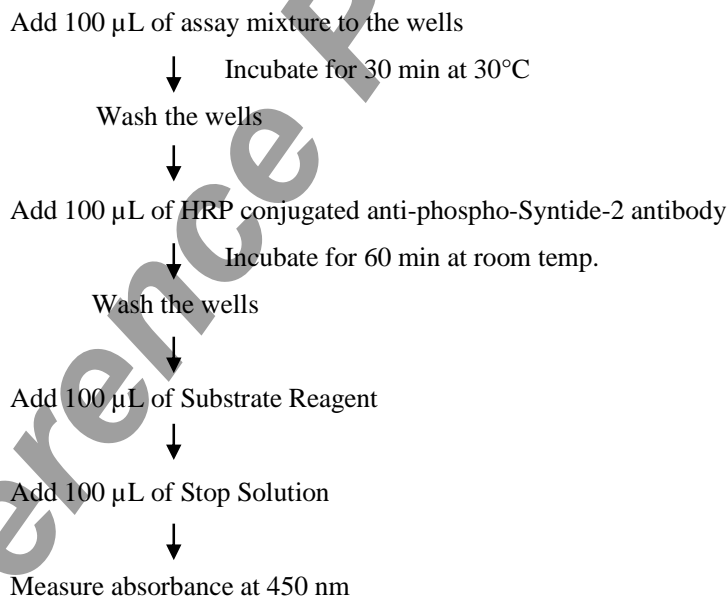 Add 100 µL of assay mixture to the wells
Incubate for 30 min at 30°C
Wash the wells
Add 100 µL of HRP conjugated anti-phospho-Syntide-2 antibody
Incubate for 60 min at room temp.
Wash the wells
Add 100 µL of Substrate Reagent
Add 100 µL of Stop Solution
Measure absorbance at 450 nm
erence P